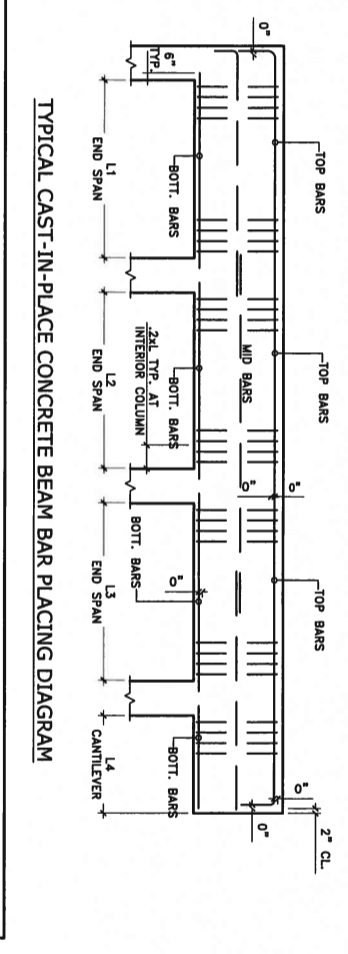 0"
TOP BARS
TOP BARS
TOP BARS
2" CL.
0"
0"
0"
MID BARS
0"
0"
6"
TYP.
BOTT. BARS
BOTT. BARS
.2xL TYP. AT
INTERIOR COLUMN
BOTT.
BARS
BOTT. BARS
L1
END SPAN
L2
END SPAN
L3
END SPAN
L4
CANTILEVER
TYPICAL CAST-IN-PLACE CONCRETE BEAM BAR PLACING DIAGRAM